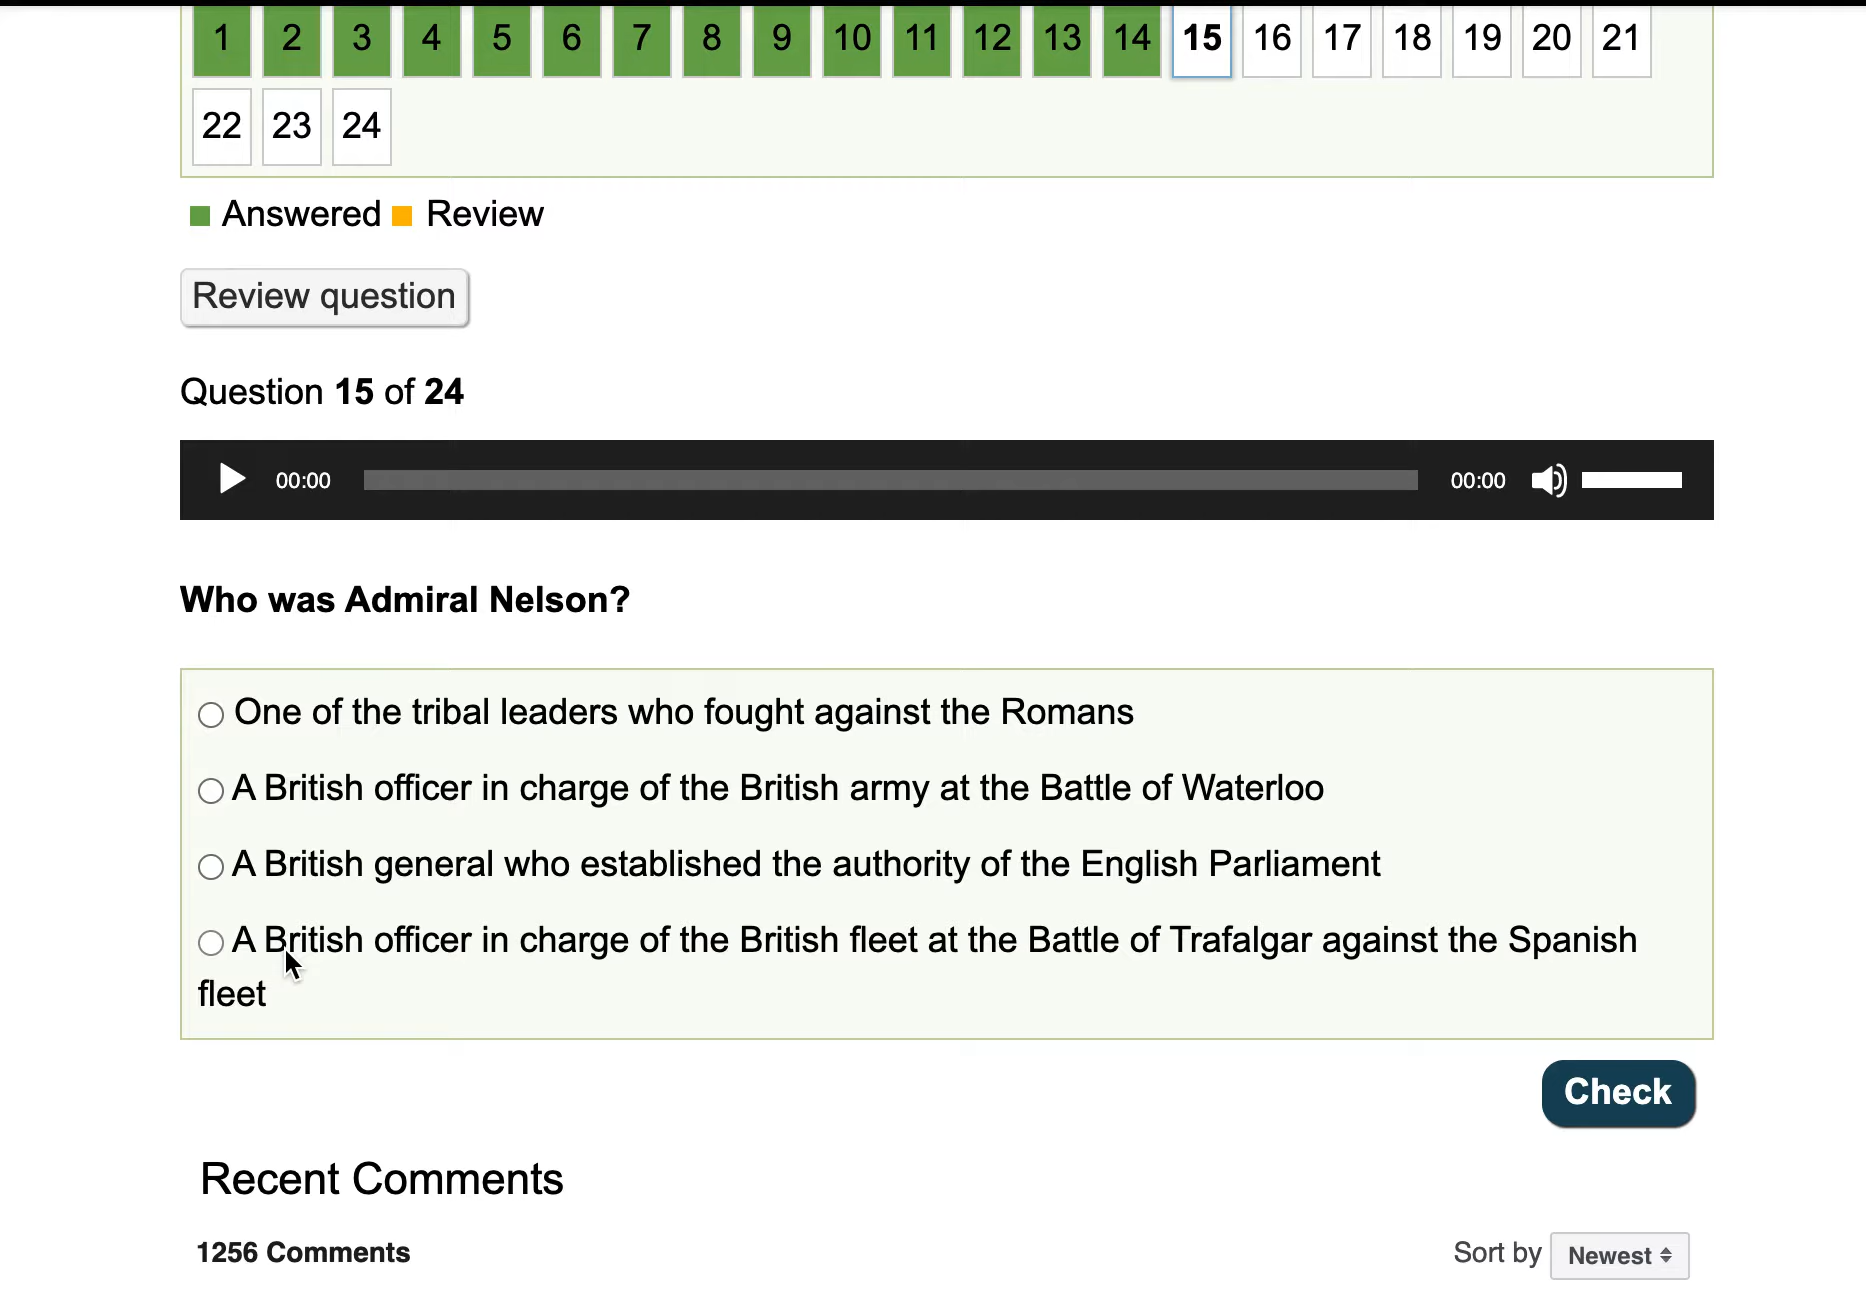 1 2 3 4 5 6 7 8 9 10 11 12 13 14 15 16 17 18 19 20 21
22 23 24
Answered Review
Review question
Question 15 of 24
00:00 00:00
Who was Admiral Nelson?
One of the tribal leaders who fought against the Romans
A British officer in charge of the British army at the Battle of Waterloo
A British general who established the authority of the English Parliament
A British officer in charge of the British fleet at the Battle of Trafalgar against the Spanish
fleet
Check
Recent Comments
1256 Comments Sort by Newest